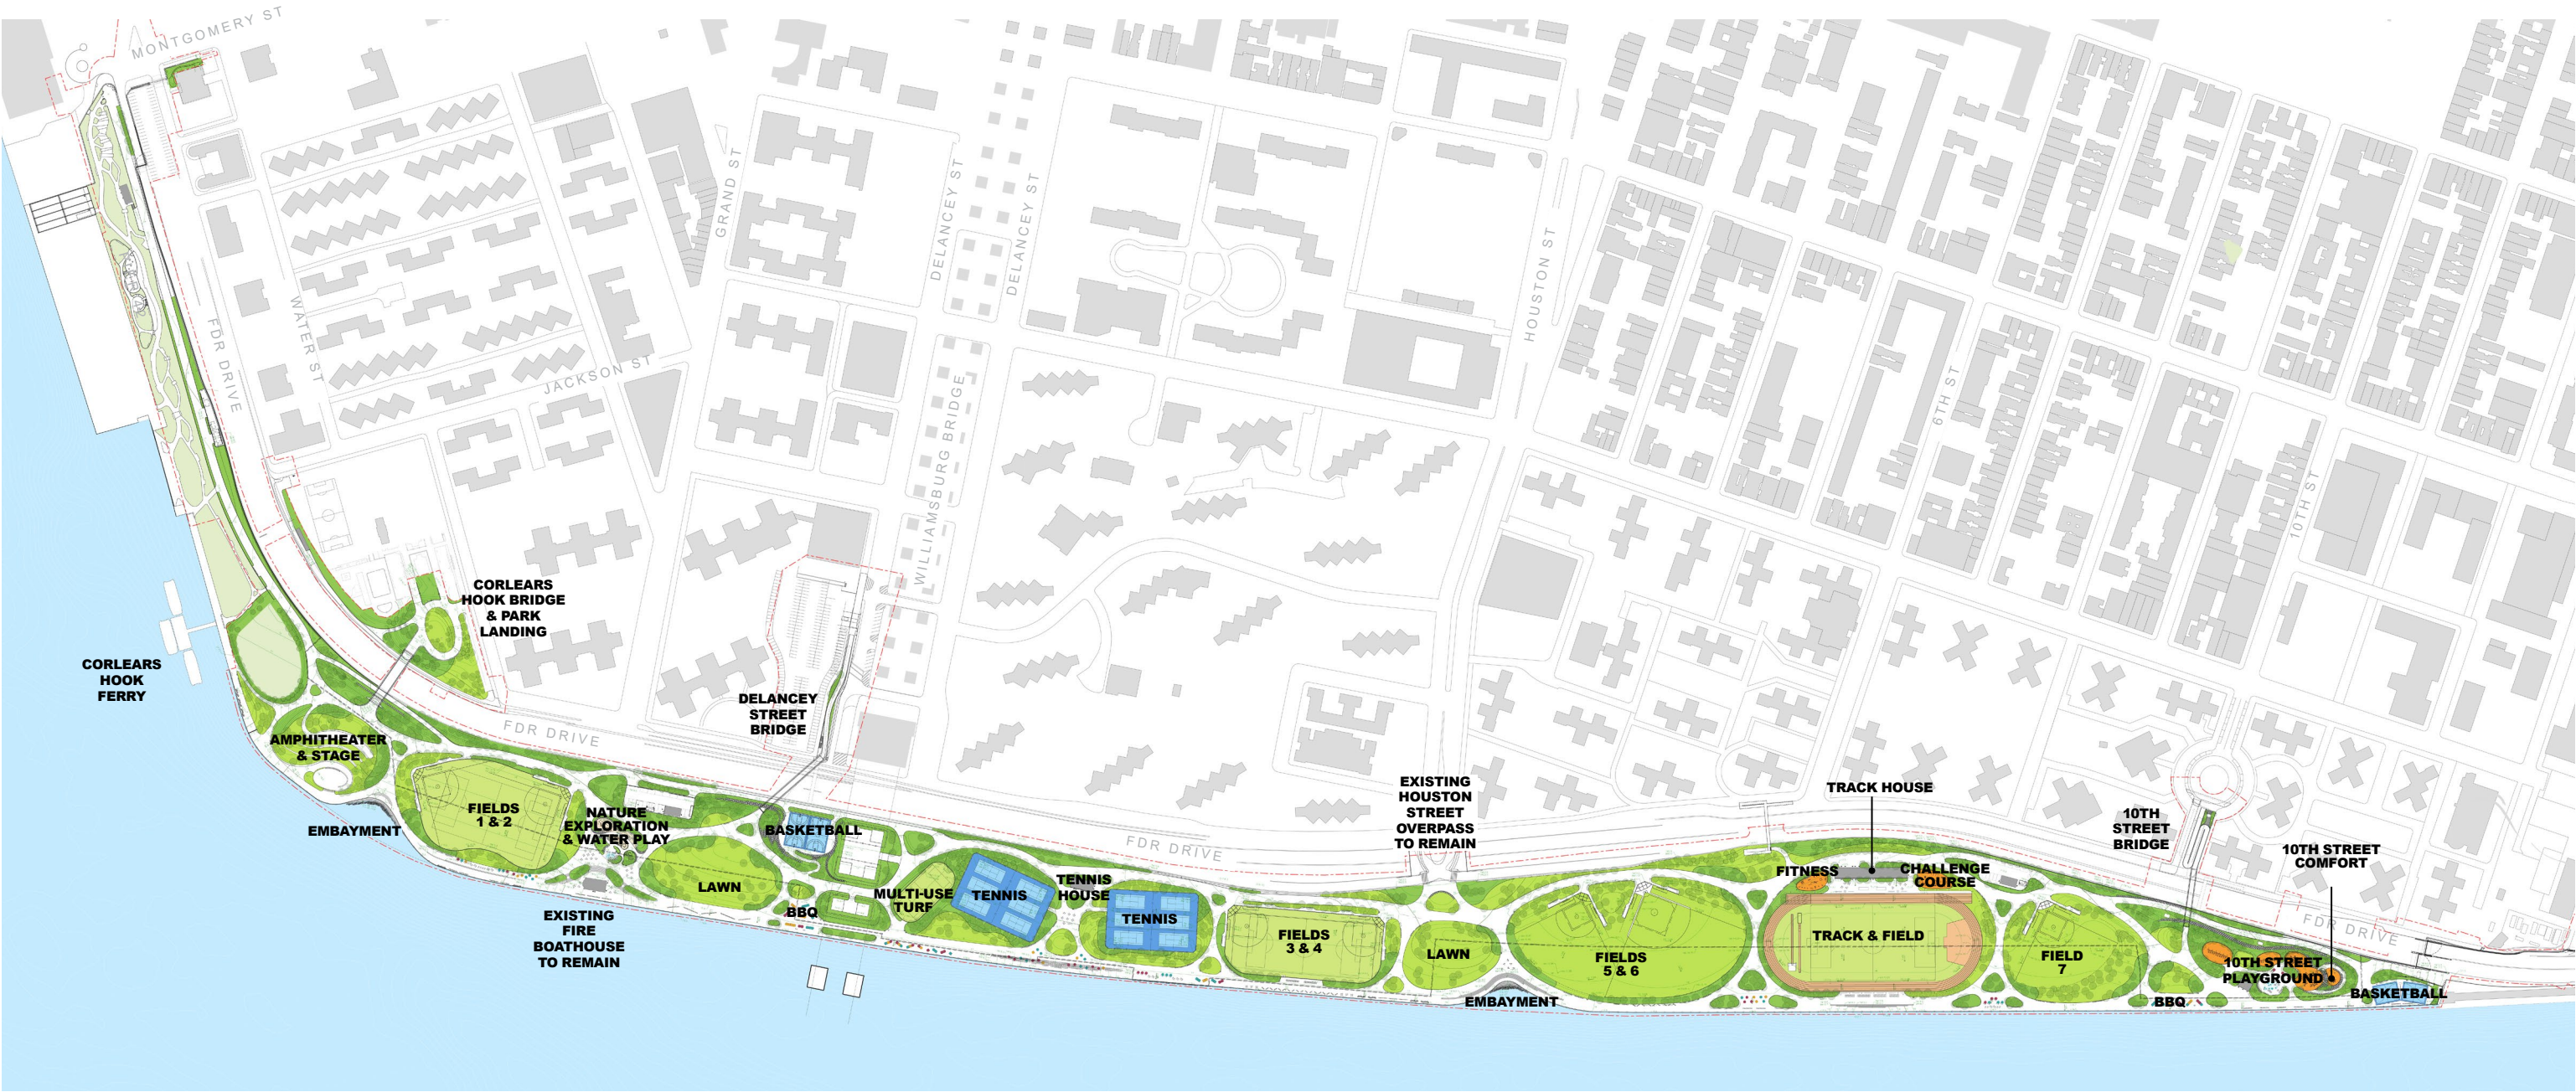 MONTGOMERY ST
FDR DRIVE
WATER ST
JACKSON ST
GRAND ST
DELANCEY ST
DELANCEY ST
WILLIAMSBURG BRIDGE
HOUSTON ST
6TH ST
10TH ST
CORLEARS
HOOK BRIDGE
& PARK
LANDING
CORLEARS
HOOK
FERRY
AMPHITHEATER
& STAGE
EMBAYMENT
FDR DRIVE
FIELDS
1 & 2
NATURE
EXPLORATION
& WATER PLAY
EXISTING
FIRE
BOATHOUSE
TO REMAIN
LAWN
DELANCEY
STREET
BRIDGE
BASKETBALL
BBQ
MULTI-USE
TURF
TENNIS
TENNIS
HOUSE
TENNIS
FDR DRIVE
FIELDS
3 & 4
EXISTING
HOUSTON
STREET
OVERPASS
TO REMAIN
LAWN
EMBAYMENT
FIELDS
5 & 6
TRACK HOUSE
FITNESS
CHALLENGE
COURSE
TRACK & FIELD
FIELD
7
10TH
STREET
BRIDGE
10TH STREET
COMFORT
FDR DRIVE
10TH STREET
PLAYGROUND
BBQ
BASKETBALL